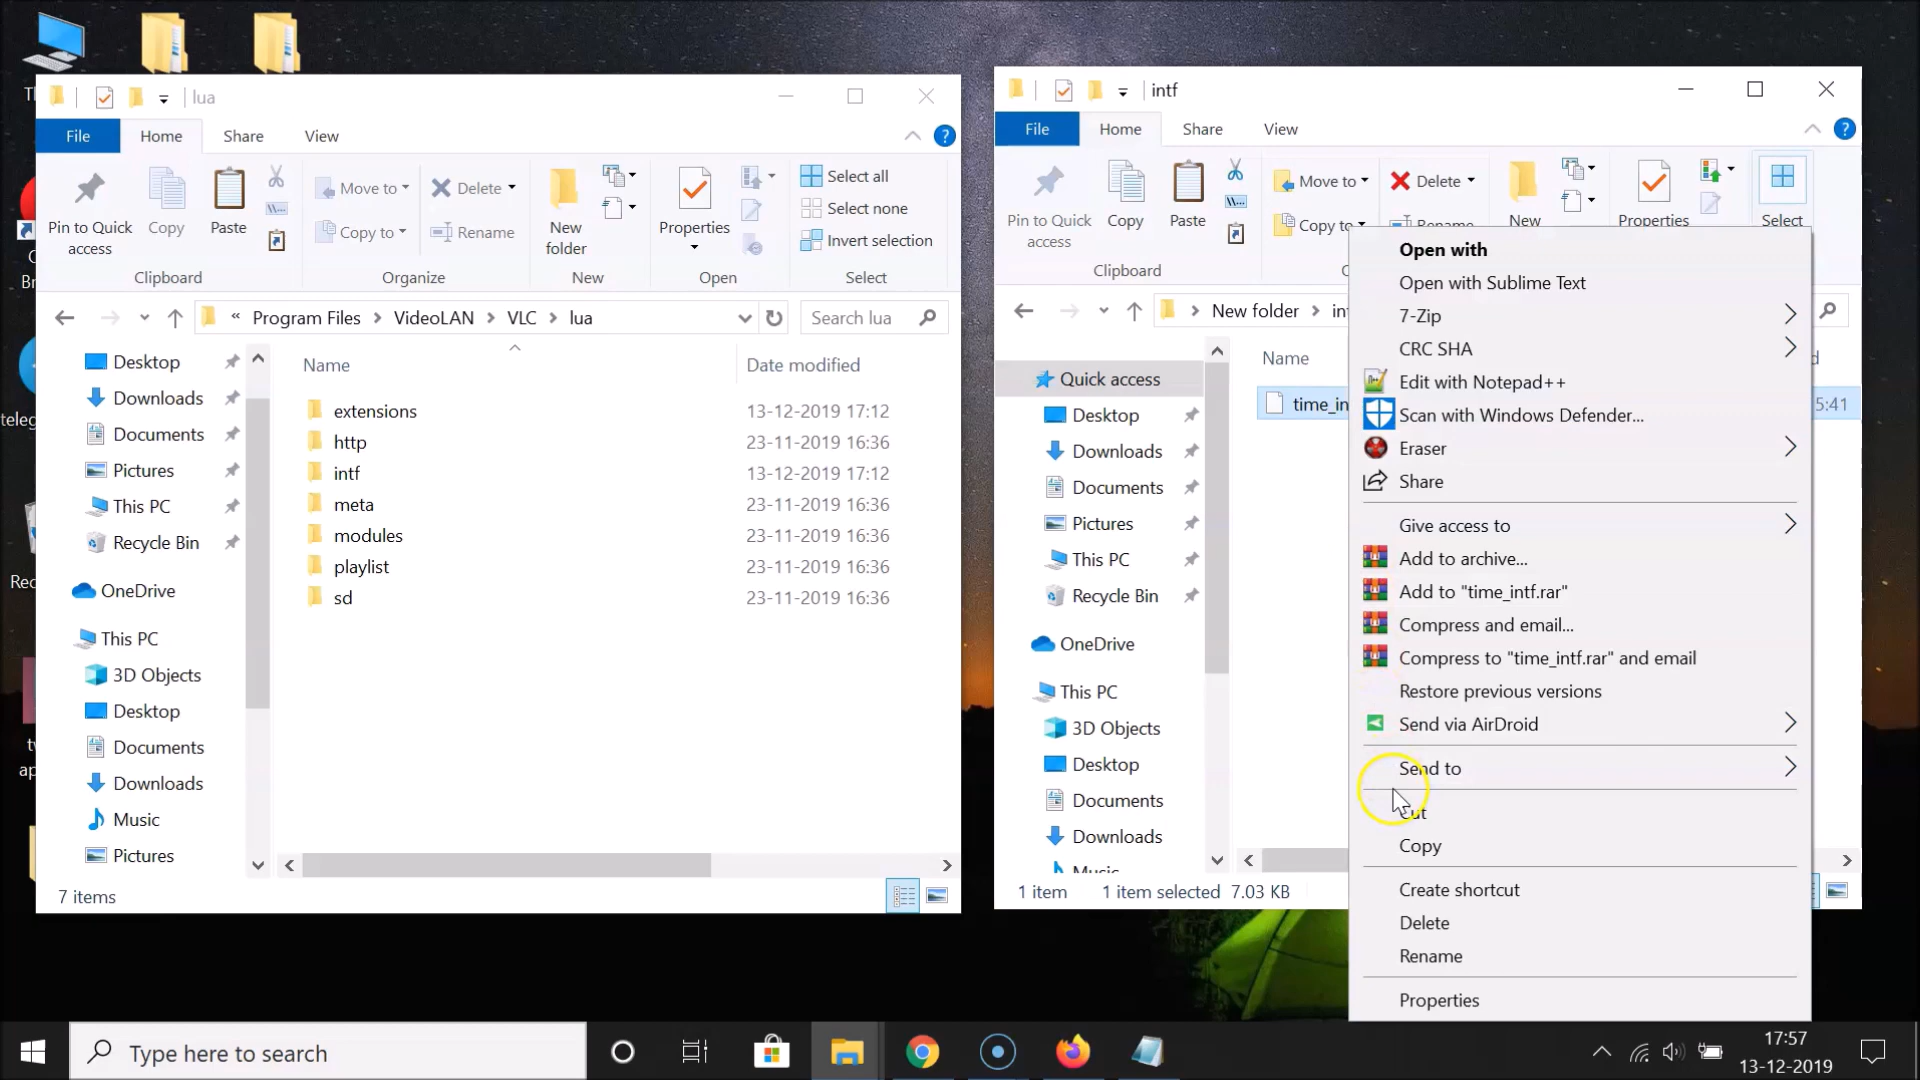 lua
File Home Share View
Pin to Quick access
Copy
Paste
Clipboard
Move to
Copy to
Delete
Rename
Organize
New folder
New
Properties
Open
Select all
Select none
Invert selection
Select
« Program Files > VideoLAN > VLC > lua
Search lua
Desktop
Downloads
Documents
Pictures
This PC
Recycle Bin
OneDrive
This PC
3D Objects
Desktop
Documents
Downloads
Music
Pictures
Name Date modified
extensions 13-12-2019 17:12
http 23-11-2019 16:36
intf 13-12-2019 17:12
meta 23-11-2019 16:36
modules 23-11-2019 16:36
playlist 23-11-2019 16:36
sd 23-11-2019 16:36
7 items
intf
File Home Share View
Pin to Quick access
Copy
Paste
Clipboard
Move to
Copy to
Delete
Rename
New
Properties
Select
New folder
Name
Quick access
Desktop
Downloads
Documents
Pictures
This PC
Recycle Bin
OneDrive
This PC
3D Objects
Desktop
Documents
Downloads
Music
5:41
1 item 1 item selected 7.03 KB
Open with
Open with Sublime Text
7-Zip
CRC SHA
Edit with Notepad++
Scan with Windows Defender...
Eraser
Share
Give access to
Add to archive...
Add to "time_intf.rar"
Compress and email...
Compress to "time_intf.rar" and email
Restore previous versions
Send via AirDroid
Send to
Cut
Copy
Create shortcut
Delete
Rename
Properties
Type here to search
17:57
13-12-2019